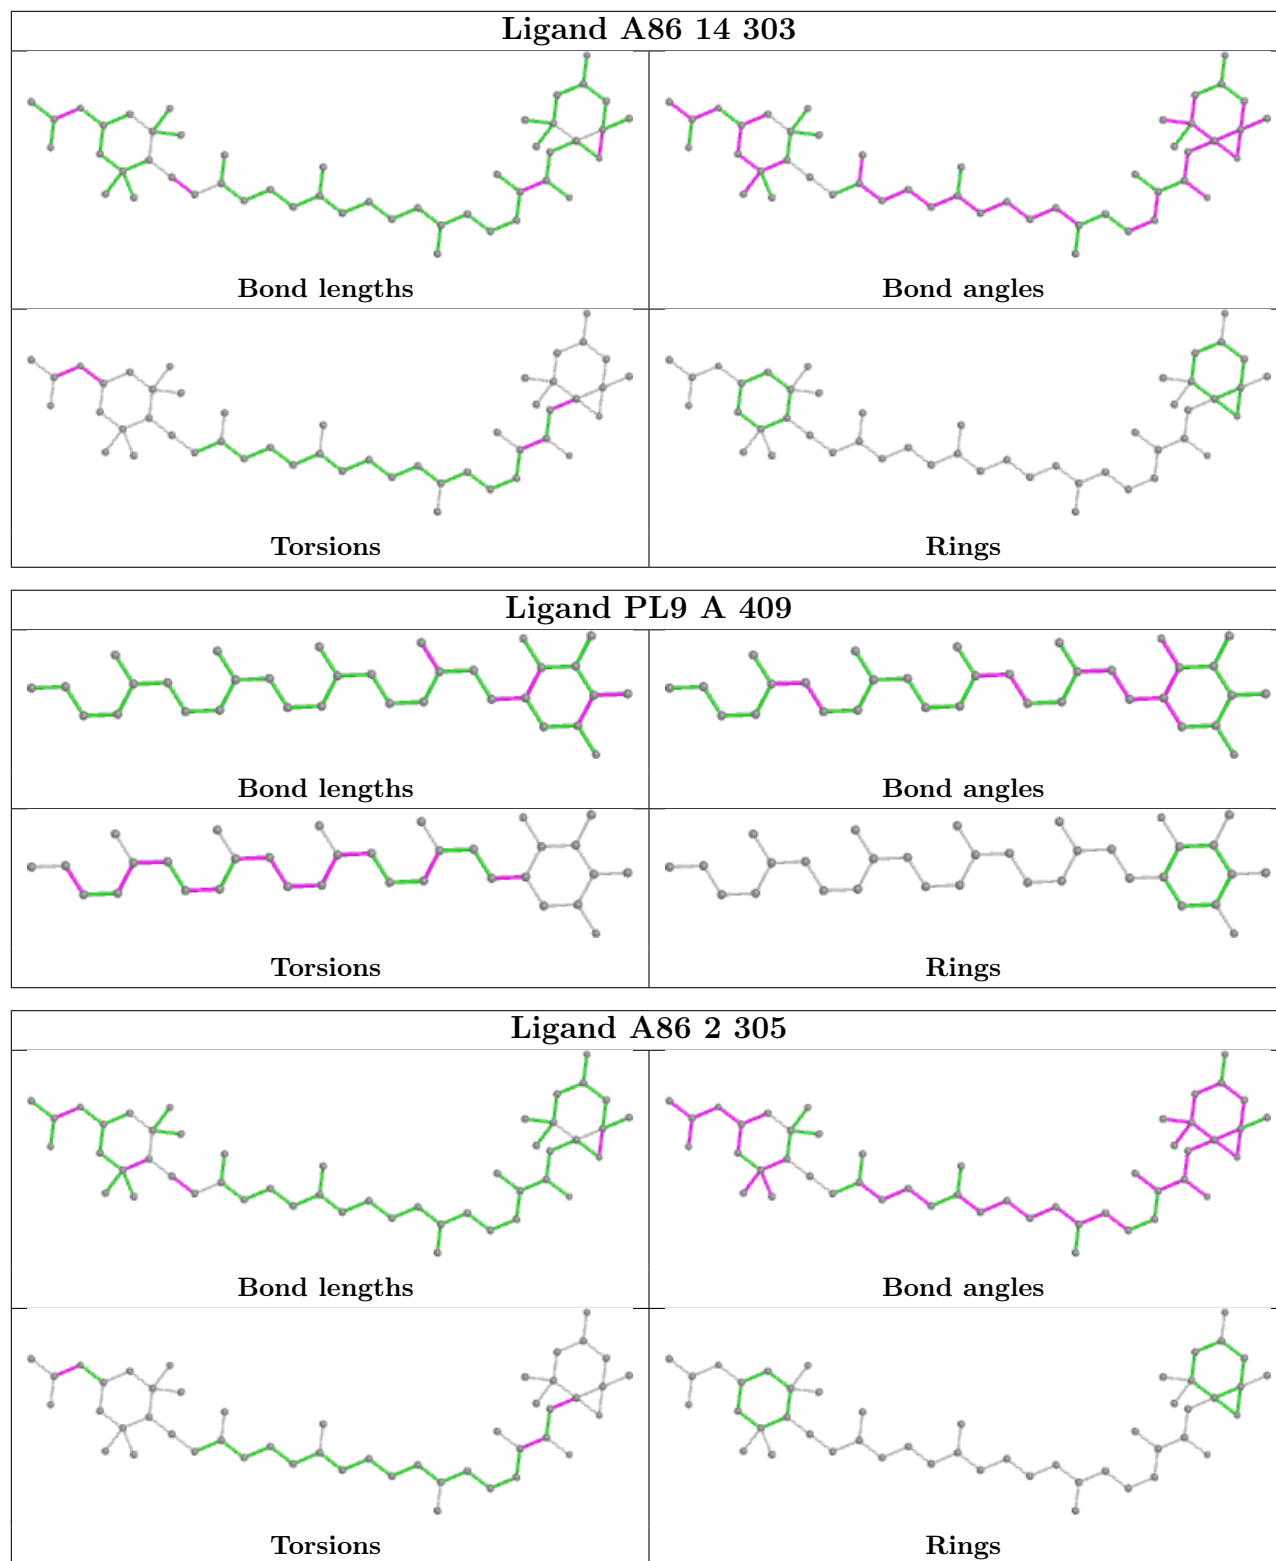 Ligand A86 14 303
Bond lengths
Bond angles
Torsions
Rings
Ligand PL9 A 409
Bond lengths
Bond angles
Torsions
Rings
Ligand A86 2 305
Bond lengths
Bond angles
Torsions
Rings